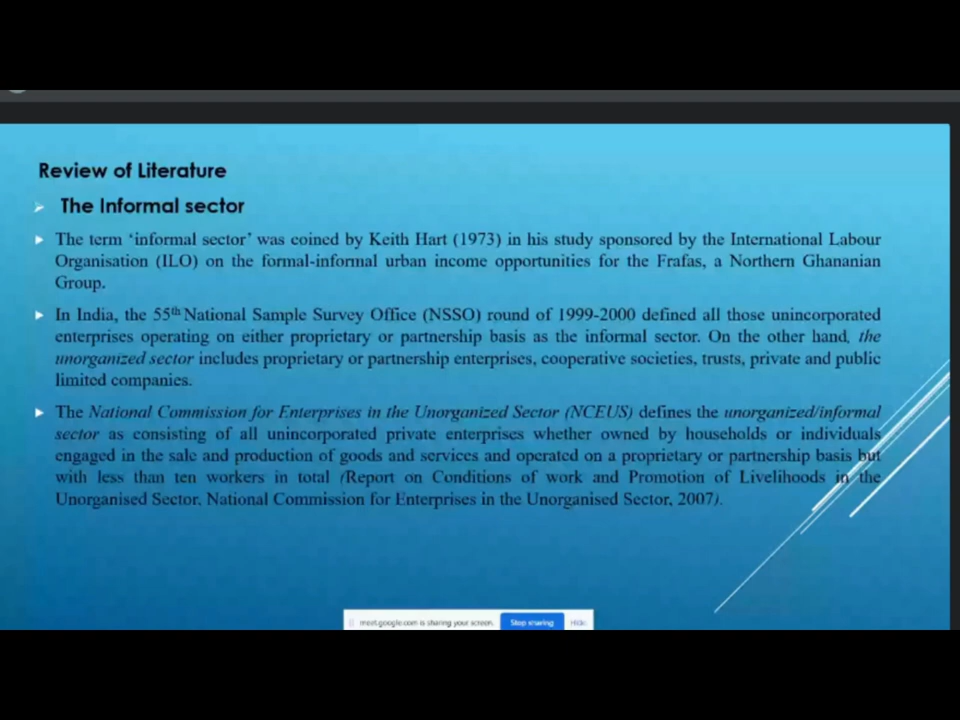 Review of Literature
The Informal sector
The term ‘informal sector’ was coined by Keith Hart (1973) in his study sponsored by the International Labour
Organisation (ILO) on the formal-informal urban income opportunities for the Frafas, a Northern Ghananian
Group.
In India, the 55th National Sample Survey Office (NSSO) round of 1999-2000 defined all those unincorporated
enterprises operating on either proprietary or partnership basis as the informal sector. On the other hand, the
unorganized sector includes proprietary or partnership enterprises, cooperative societies, trusts, private and public
limited companies.
The National Commission for Enterprises in the Unorganized Sector (NCEUS) defines the unorganized/informal
sector as consisting of all unincorporated private enterprises whether owned by households or individuals
engaged in the sale and production of goods and services and operated on a proprietary or partnership basis but
with less than ten workers in total (Report on Conditions of work and Promotion of Livelihoods in the
Unorganised Sector, National Commission for Enterprises in the Unorganised Sector, 2007).
meet.google.com is sharing your screen. Stop sharing Hide